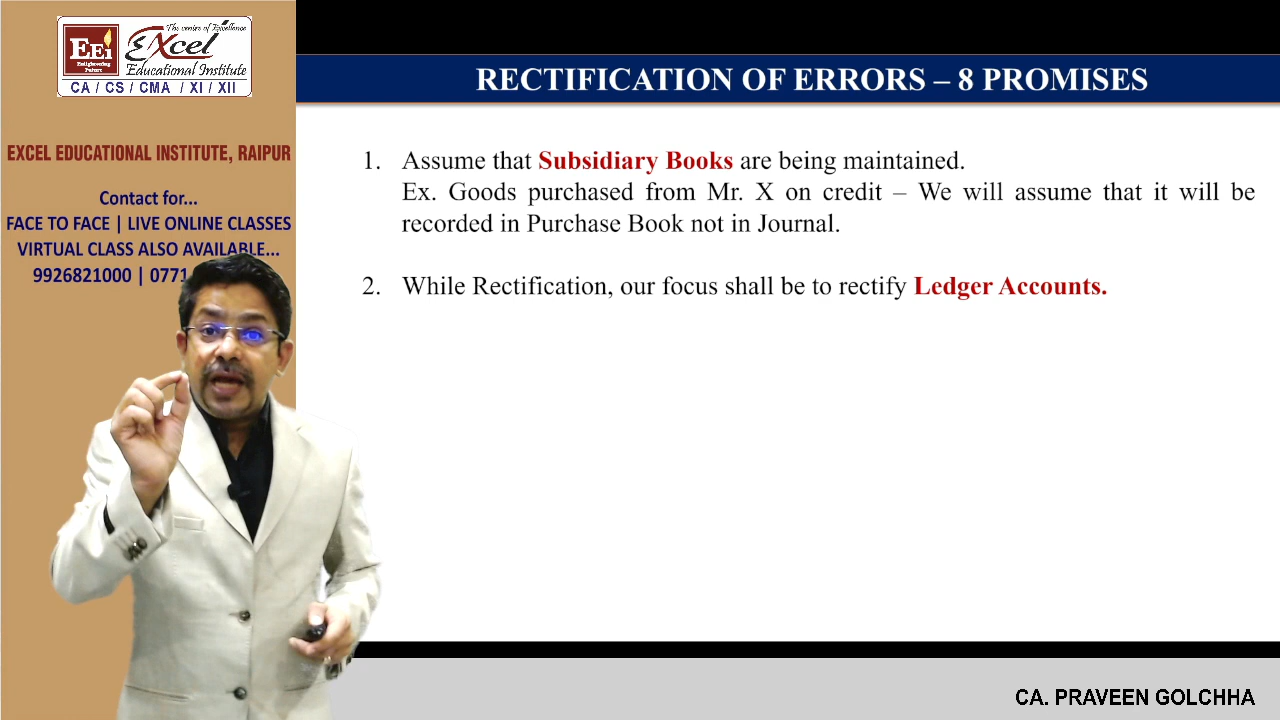 The centre of Excellence
EEi
Enlightening
Future
Excel
Educational Institute
CA / CS / CMA / XI / XII
EXCEL EDUCATIONAL INSTITUTE, RAIPUR
Contact for...
FACE TO FACE | LIVE ONLINE CLASSES
VIRTUAL CLASS ALSO AVAILABLE...
9926821000 | 0771
RECTIFICATION OF ERRORS – 8 PROMISES
1. Assume that Subsidiary Books are being maintained.
Ex. Goods purchased from Mr. X on credit – We will assume that it will be
recorded in Purchase Book not in Journal.
2. While Rectification, our focus shall be to rectify Ledger Accounts.
CA. PRAVEEN GOLCHHA